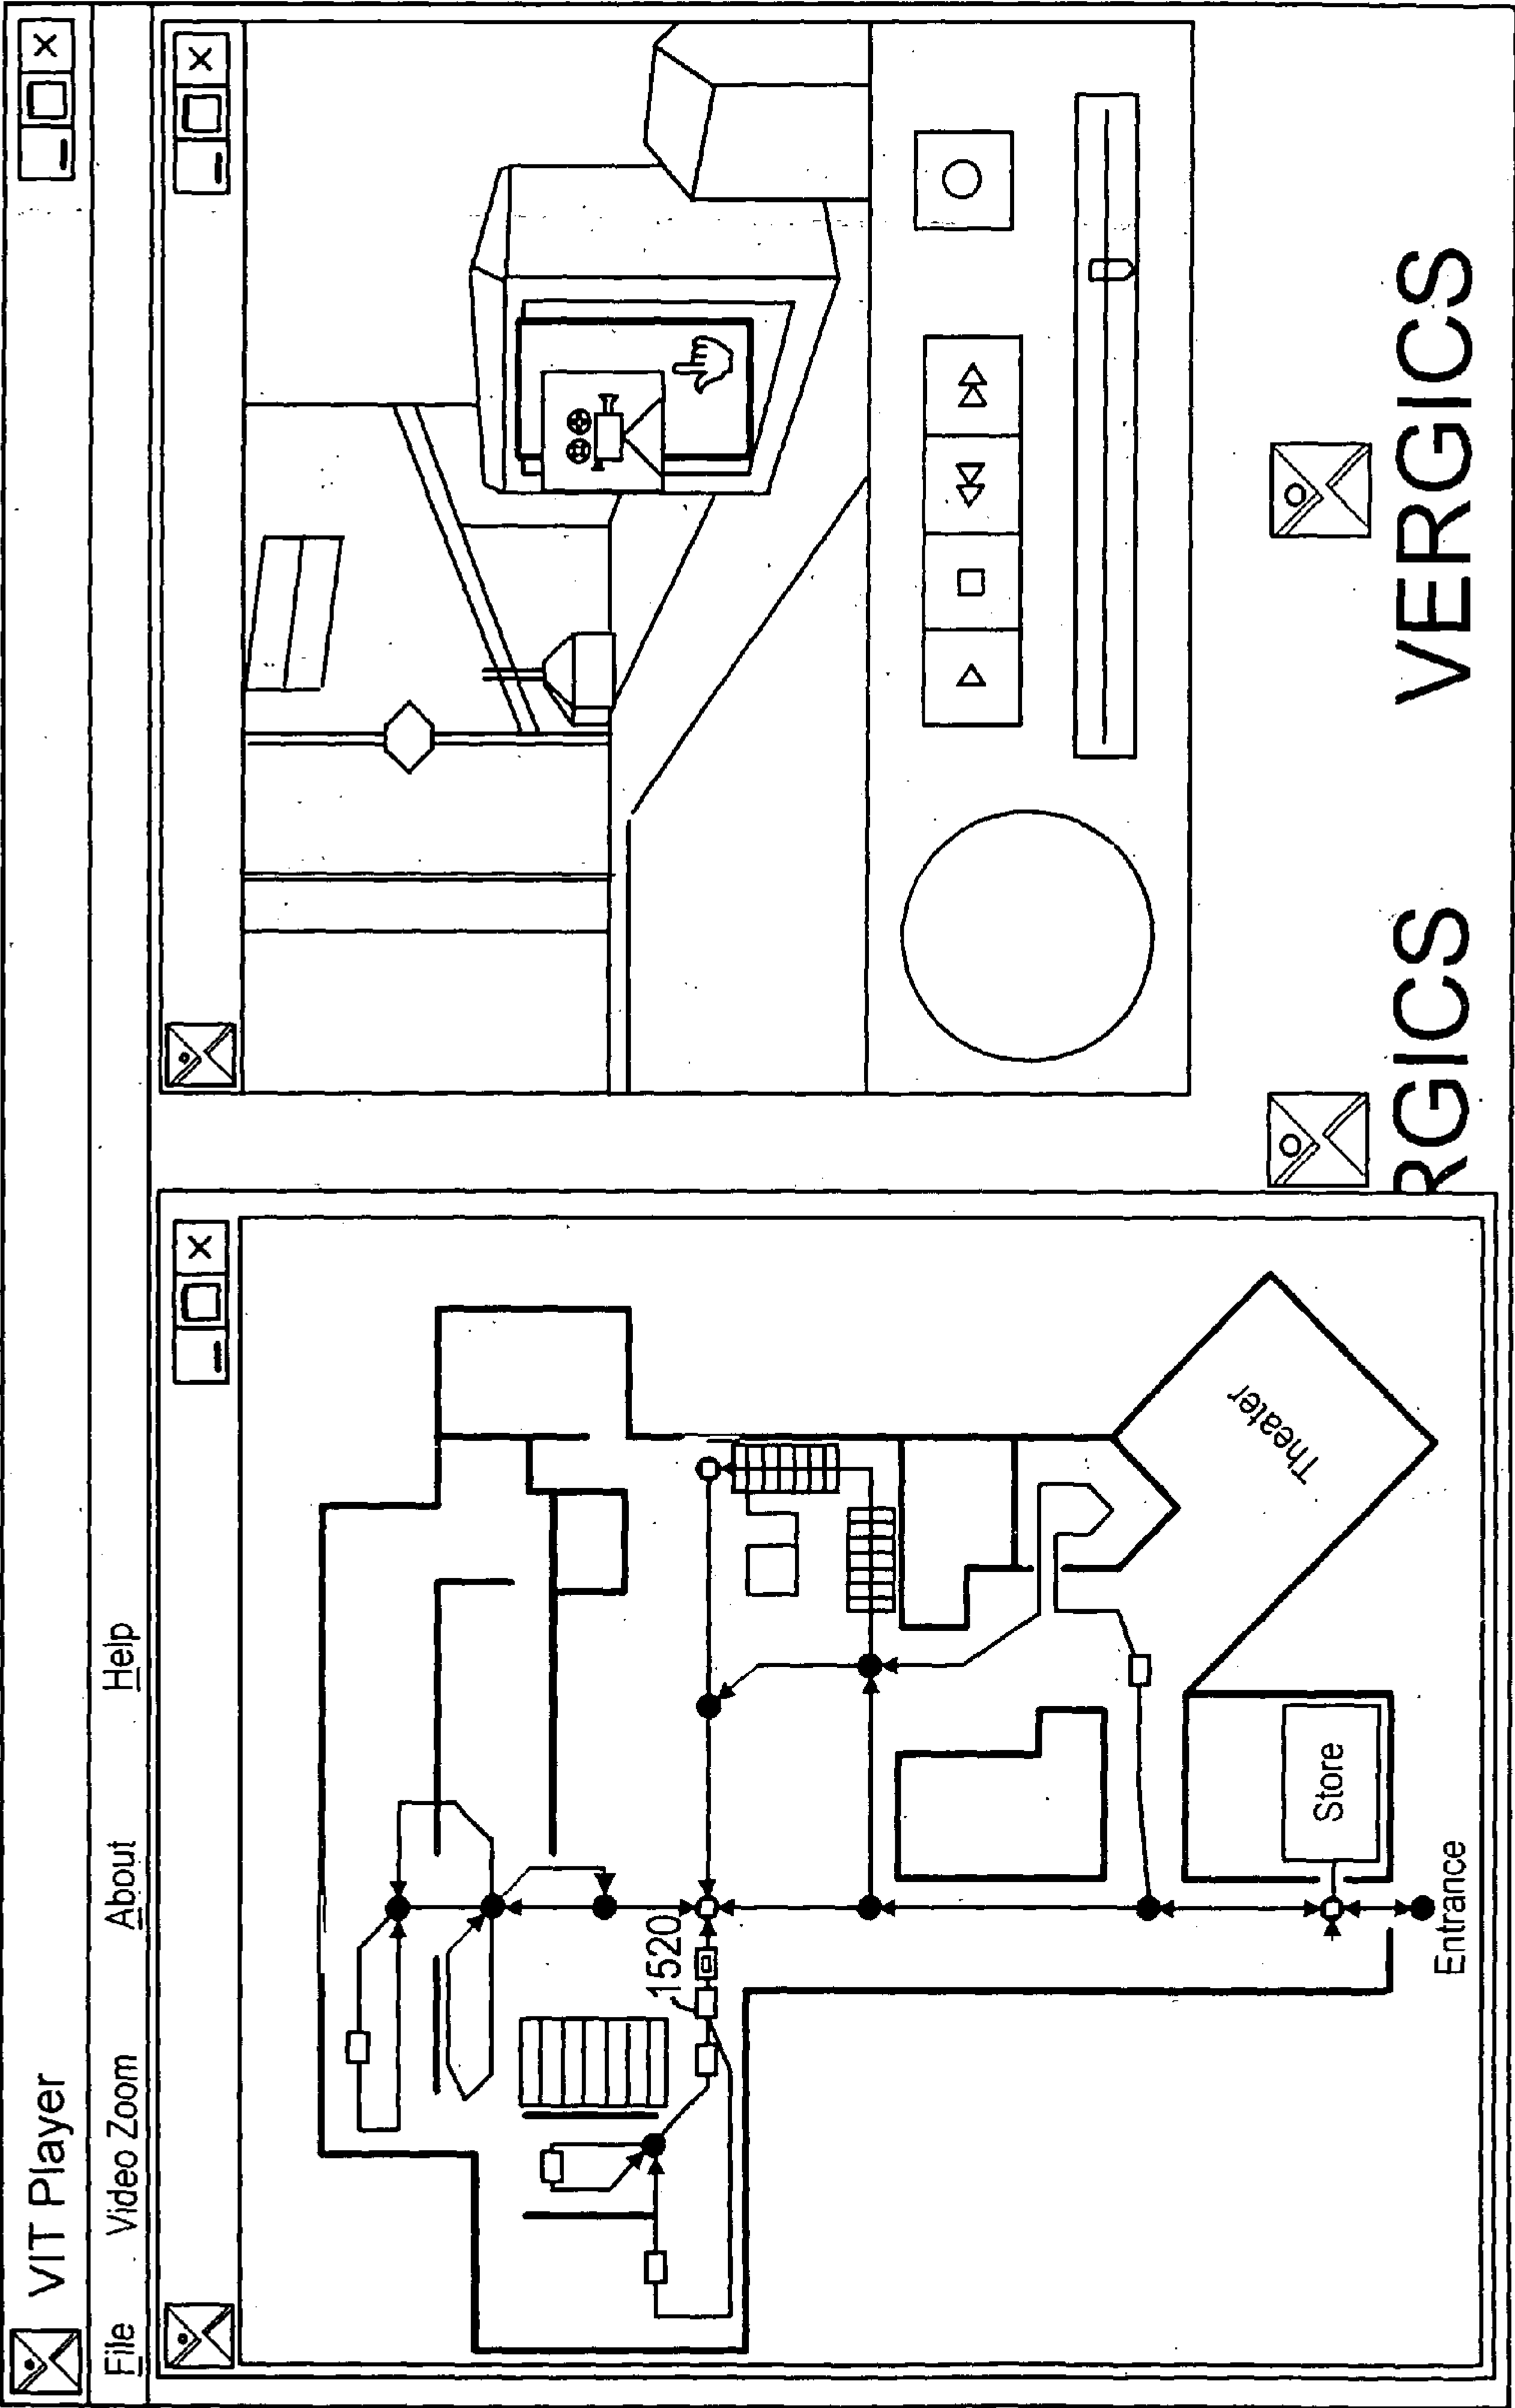 VIT Player
File Video Zoom About Help
1520
Theater
Store
Entrance
RGICS VERGICS